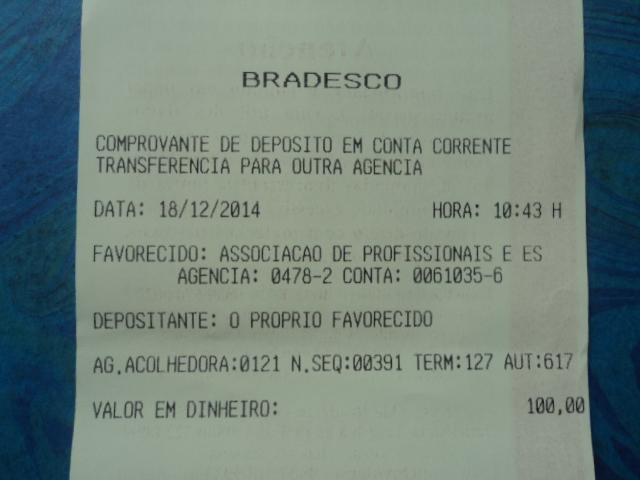 BRADESCO
COMPROVANTE DE DEPOSITO EM CONTA CORRENTE
TRANSFERENCIA PARA OUTRA AGENCIA
DATA: 18/12/2014 HORA: 10:43 H
FAVORECIDO: ASSOCIACAO DE PROFISSIONAIS E ES
AGENCIA: 0478-2 CONTA: 0061035-6
DEPOSITANTE: O PROPRIO FAVORECIDO
AG.ACOLHEDORA:0121 N.SEQ:00391 TERM:127 AUT:617
VALOR EM DINHEIRO: 100,00